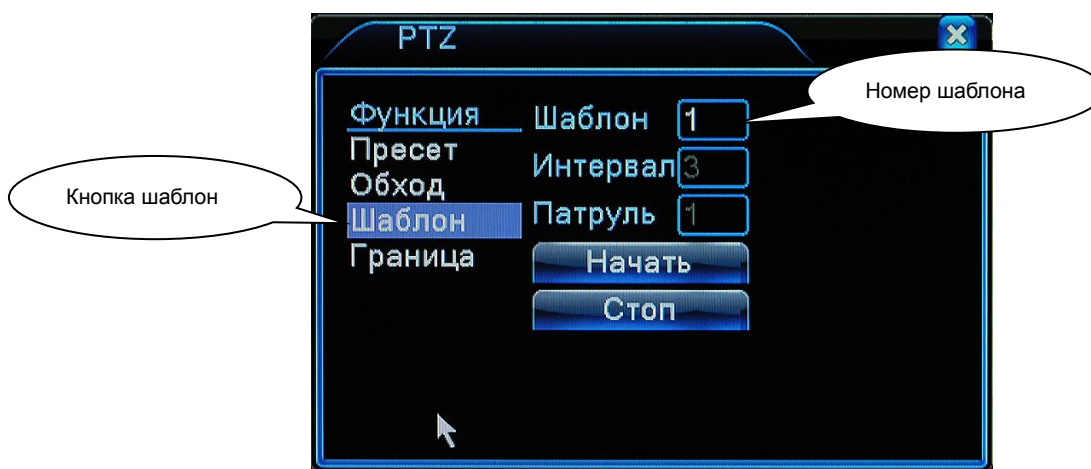 PTZ
Номер шаблона
Функция
Пресет
Обход
Шаблон
Граница
Шаблон 1
Интервал 3
Патруль 1
Начать
Стоп
Кнопка шаблон